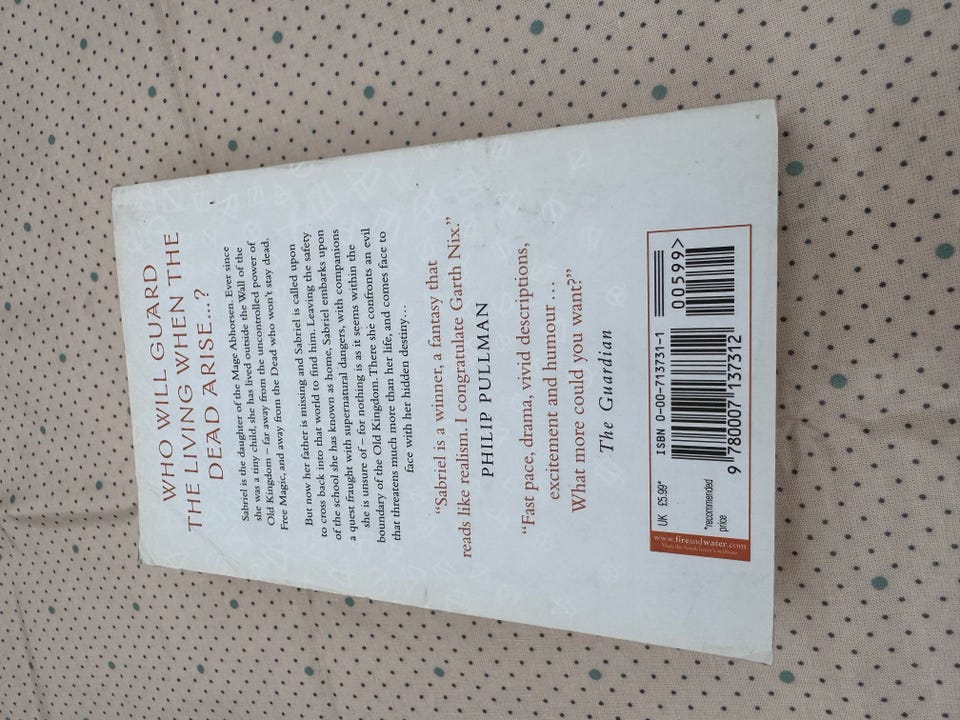 WHO WILL GUARD
THE LIVING WHEN THE
DEAD ARISE...?
Sabriel is the daughter of the Mage Abhorsen. Ever since
she was a tiny child, she has lived outside the Wall of the
Old Kingdom – far away from the uncontrolled power of
Free Magic, and away from the Dead who won't stay dead.
But now her father is missing and Sabriel is called upon
to cross back into that world to find him. Leaving the safety
of the school she has known as home, Sabriel embarks upon
a quest fraught with supernatural dangers, with companions
she is unsure of – for nothing is as it seems within the
boundary of the Old Kingdom. There she confronts an evil
that threatens much more than her life, and comes face to
face with her hidden destiny…
“Sabriel is a winner, a fantasy that
reads like realism. I congratulate Garth Nix.”
PHILIP PULLMAN
“Fast pace, drama, vivid descriptions,
excitement and humour …
What more could you want?”
The Guardian
UK £5.99*
*recommended
price
ISBN 0-00-713731-1
00599>
9 780007 137312
www.fireandwater.com
Visit the book lover's website